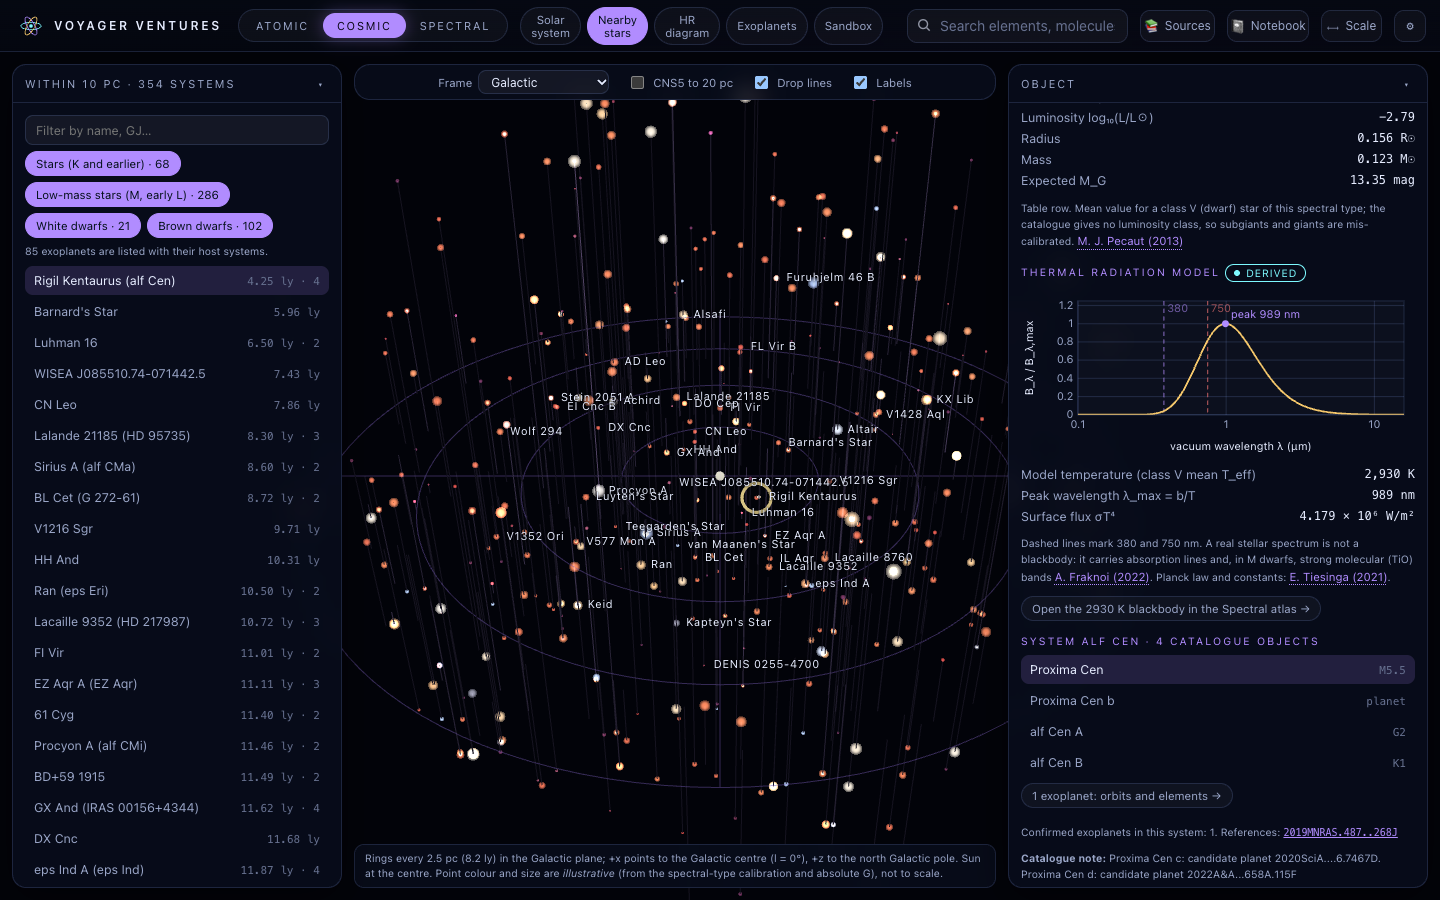 VOYAGER VENTURES
ATOMIC
COSMIC
SPECTRAL
Solar system
Nearby stars
HR diagram
Exoplanets
Sandbox
Search elements, molecule
Sources
Notebook
Scale
WITHIN 10 PC · 354 SYSTEMS
Filter by name, GJ...
Stars (K and earlier) · 68
Low-mass stars (M, early L) · 286
White dwarfs · 21
Brown dwarfs · 102
85 exoplanets are listed with their host systems.
Rigil Kentaurus (alf Cen) 4.25 ly · 4
Barnard's Star 5.96 ly
Luhman 16 6.50 ly · 2
WISEA J085510.74-071442.5 7.43 ly
CN Leo 7.86 ly
Lalande 21185 (HD 95735) 8.30 ly · 3
Sirius A (alf CMa) 8.60 ly · 2
BL Cet (G 272-61) 8.72 ly · 2
V1216 Sgr 9.71 ly
HH And 10.31 ly
Ran (eps Eri) 10.50 ly · 2
Lacaille 9352 (HD 217987) 10.72 ly · 3
FI Vir 11.01 ly · 2
EZ Aqr A (EZ Aqr) 11.11 ly · 3
61 Cyg 11.40 ly · 2
Procyon A (alf CMi) 11.46 ly · 2
BD+59 1915 11.49 ly · 2
GX And (IRAS 00156+4344) 11.62 ly · 4
DX Cnc 11.68 ly
eps Ind A (eps Ind) 11.87 ly · 4
Frame Galactic
CNS5 to 20 pc
Drop lines
Labels
Furuhjelm 46 B
Alsafi
FL Vir B
AD Leo
Stein 2051 A
Achird
El Cnc B
Lalande 21185
DO Cep
FI Vir
KX Lib
V1428 Aql
Wolf 294
DX Cnc
CN Leo
Altair
Barnard's Star
HH And
GX And
WISEA J085510.74-071442.5
V1216 Sgr
Procyon A
Luyten's Star
Rigil Kentaurus
Luhman 16
Teegarden's Star
Sirius A
V1352 Ori
V577 Mon A
EZ Aqr A
van Maanen's Star
BL Cet
IL Aqr
Lacaille 8760
Lacaille 9352
Ran
eps Ind A
Keid
Kapteyn's Star
DENIS 0255-4700
Rings every 2.5 pc (8.2 ly) in the Galactic plane; +x points to the Galactic centre (l = 0°), +z to the north Galactic pole. Sun
at the centre. Point colour and size are illustrative (from the spectral-type calibration and absolute G), not to scale.
OBJECT
Luminosity log₁₀(L/L☉) −2.79
Radius 0.156 R☉
Mass 0.123 M☉
Expected M_G 13.35 mag
Table row. Mean value for a class V (dwarf) star of this spectral type; the
catalogue gives no luminosity class, so subgiants and giants are mis-
calibrated. M. J. Pecaut (2013)
THERMAL RADIATION MODEL
DERIVED
B_λ / B_λ,max
1.2
1
0.8
0.6
0.4
0.2
0
380
750
peak 989 nm
0.1
1
10
vacuum wavelength λ (μm)
Model temperature (class V mean T_eff) 2,930 K
Peak wavelength λ_max = b/T 989 nm
Surface flux σT⁴ 4.179 × 10⁶ W/m²
Dashed lines mark 380 and 750 nm. A real stellar spectrum is not a
blackbody: it carries absorption lines and, in M dwarfs, strong molecular (TiO)
bands A. Fraknoi (2022). Planck law and constants: E. Tiesinga (2021).
Open the 2930 K blackbody in the Spectral atlas →
SYSTEM ALF CEN · 4 CATALOGUE OBJECTS
Proxima Cen M5.5
Proxima Cen b planet
alf Cen A G2
alf Cen B K1
1 exoplanet: orbits and elements →
Confirmed exoplanets in this system: 1. References: 2019MNRAS.487..268J
Catalogue note: Proxima Cen c: candidate planet 2020SciA....6.7467D.
Proxima Cen d: candidate planet 2022A&A...658A.115F